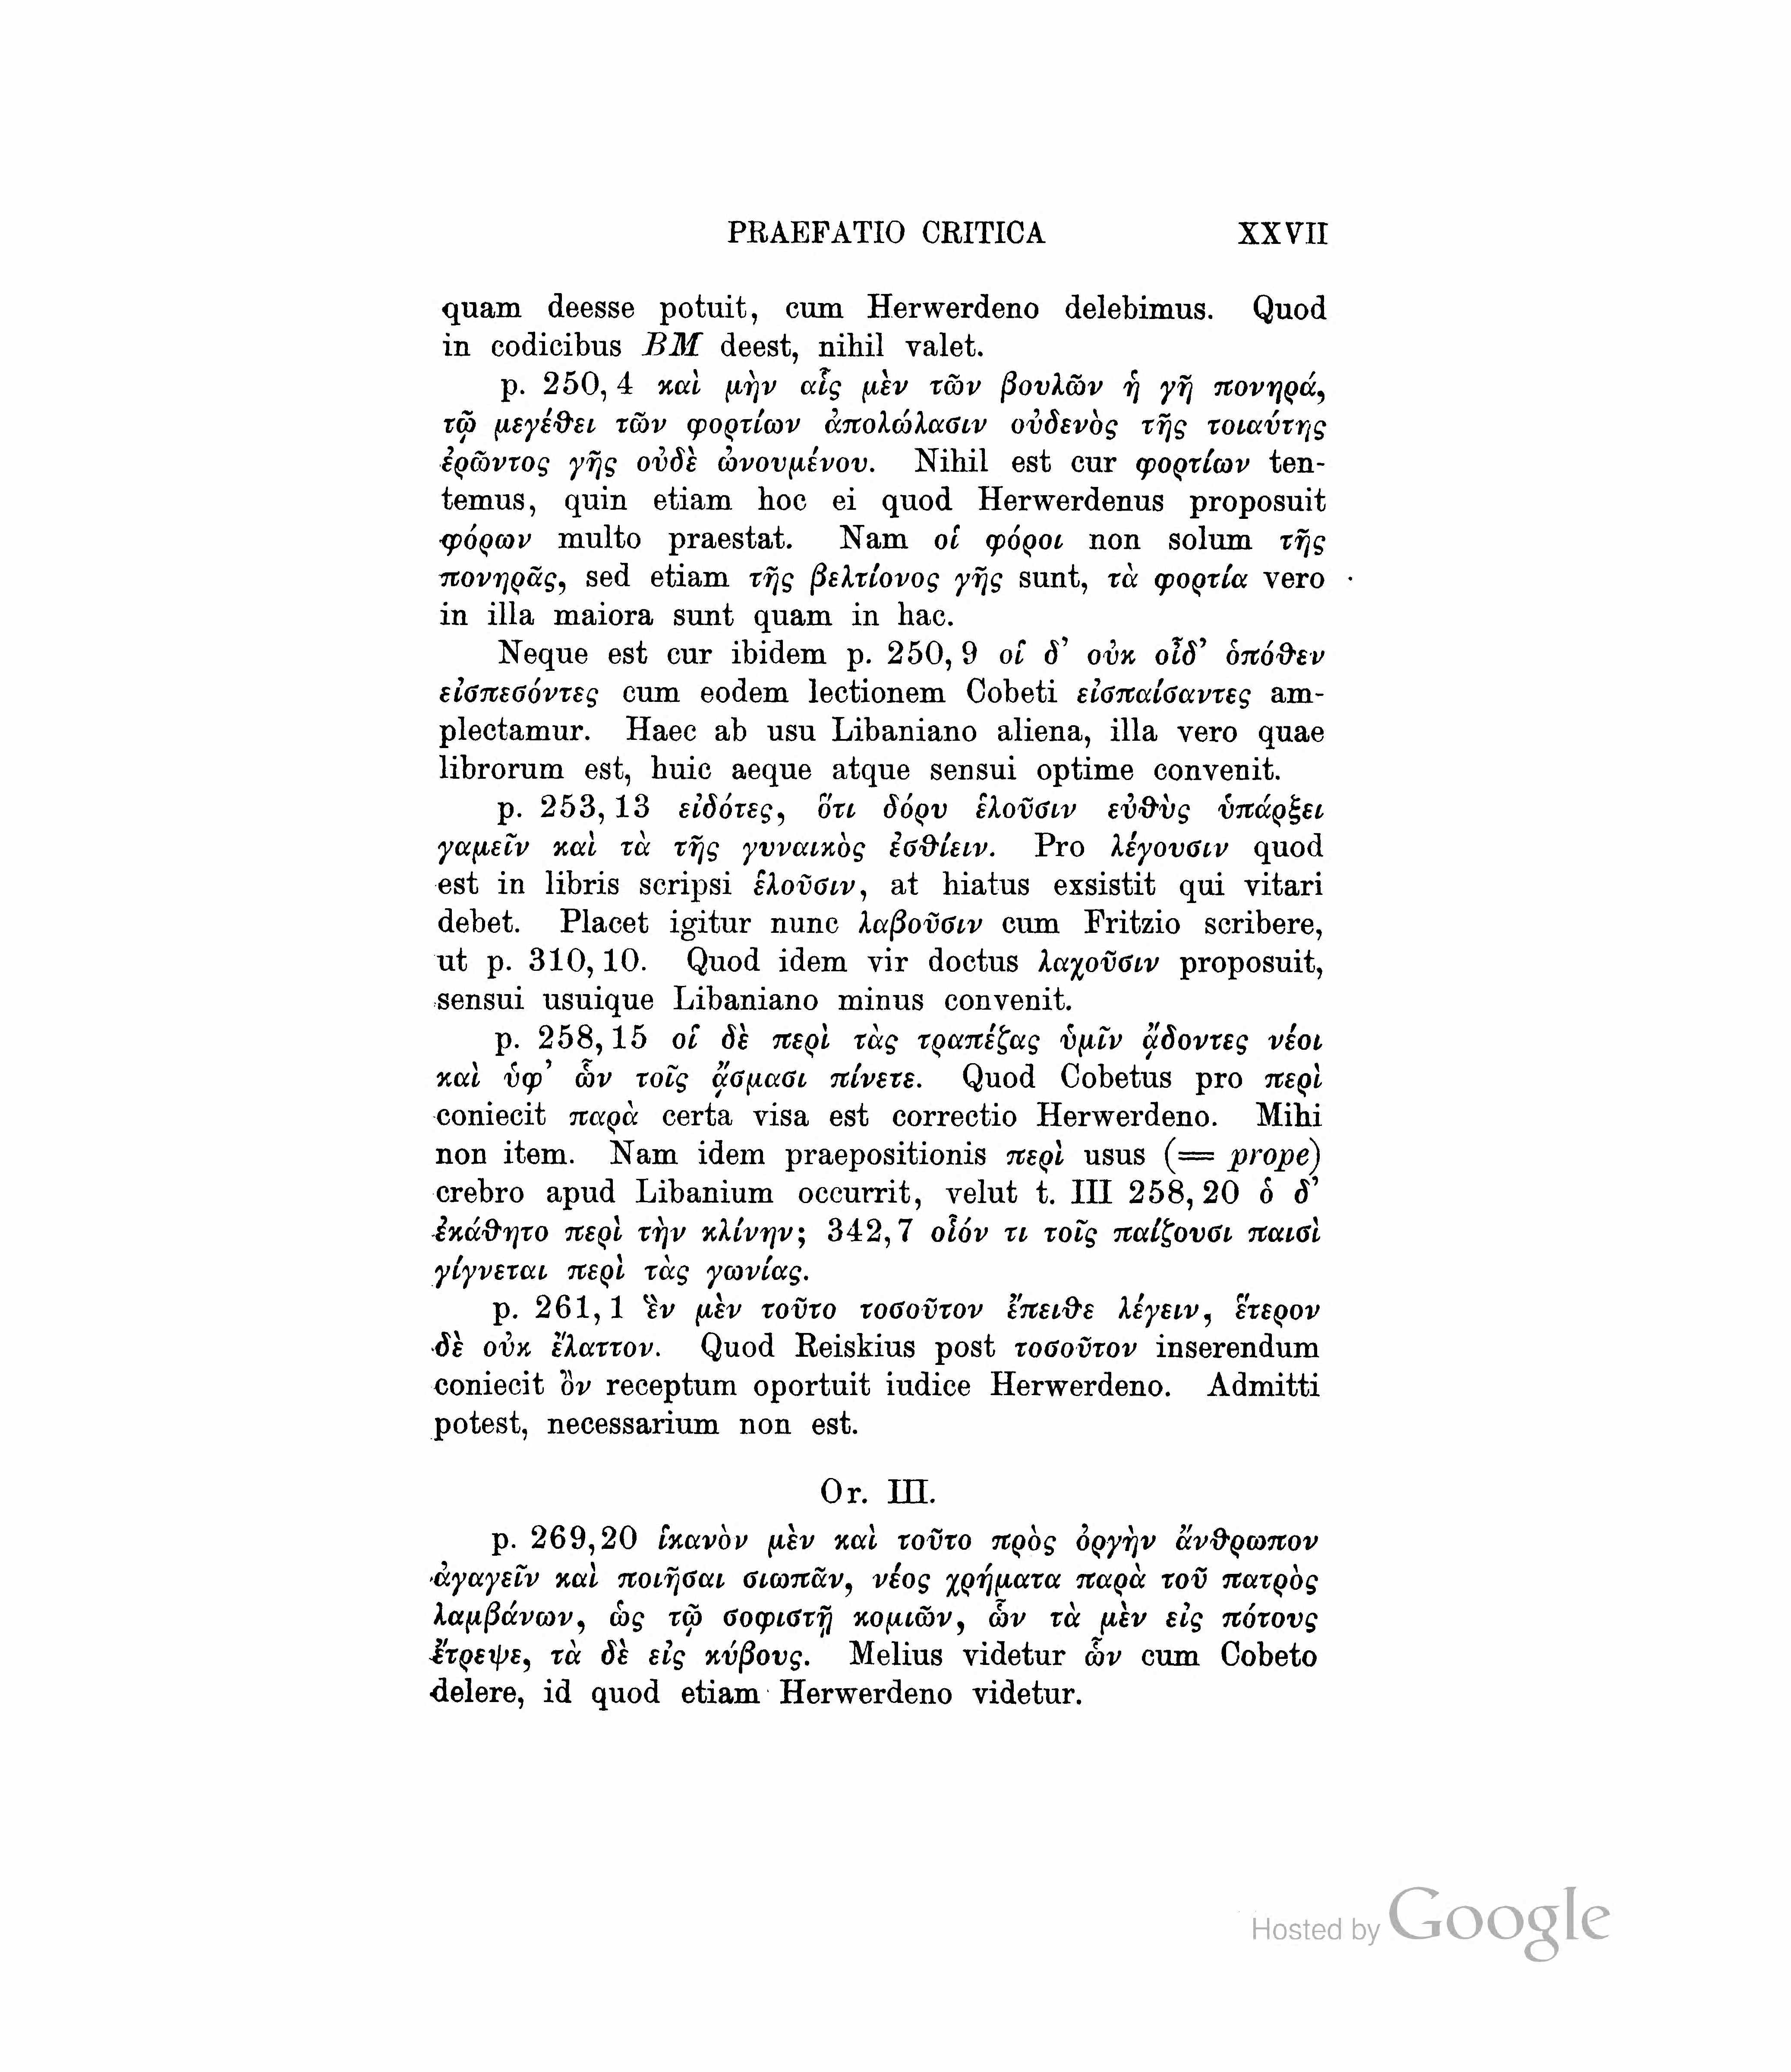 PRAEFATIO CRITICA XXVII
quam deesse potuit, cum Herwerdeno delebimus. Quod
in codicibus BM deest, nihil valet.
p. 250, 4 καὶ μὴν αἷς μὲν τῶν βουλῶν ἡ γῆ πονηρά,
τῷ μεγέθει τῶν φορτίων ἀπολώλασιν οὐδενὸς τῆς τοιαύτης
ἐρῶντος γῆς οὐδὲ ὠνουμένου. Nihil est cur φορτίων ten-
temus, quin etiam hoc ei quod Herwerdenus proposuit
φόρων multo praestat. Nam οἱ φόροι non solum τῆς
πονηρᾶς, sed etiam τῆς βελτίονος γῆς sunt, τὰ φορτία vero
in illa maiora sunt quam in hac.
Neque est cur ibidem p. 250, 9 οἱ δ’ οὐκ οἶδ’ ὁπόθεν
εἰσπεσόντες cum eodem lectionem Cobeti εἰσπαίσαντες am-
plectamur. Haec ab usu Libaniano aliena, illa vero quae
librorum est, huic aeque atque sensui optime convenit.
p. 253, 13 εἰδότες, ὅτι δόρυ ἑλοῦσιν εὐθὺς ὑπάρξει
γαμεῖν καὶ τὰ τῆς γυναικὸς ἐσθίειν. Pro λέγουσιν quod
est in libris scripsi ἑλοῦσιν, at hiatus exsistit qui vitari
debet. Placet igitur nunc λαβοῦσιν cum Fritzio scribere,
ut p. 310, 10. Quod idem vir doctus λαχοῦσιν proposuit,
sensui usuique Libaniano minus convenit.
p. 258, 15 οἱ δὲ περὶ τὰς τραπέζας ὑμῖν ᾄδοντες νέοι
καὶ ὑφ’ ὧν τοῖς ᾄσμασι πίνετε. Quod Cobetus pro περὶ
coniecit παρὰ certa visa est correctio Herwerdeno. Mihi
non item. Nam idem praepositionis περὶ usus (= prope)
crebro apud Libanium occurrit, velut t. III 258, 20 ὁ δ’
ἐκάθητο περὶ τὴν κλίνην; 342, 7 οἷόν τι τοῖς παίζουσι παισὶ
γίγνεται περὶ τὰς γωνίας.
p. 261, 1 ἓν μὲν τοῦτο τοσοῦτον ἔπειθε λέγειν, ἕτερον
δὲ οὐκ ἔλαττον. Quod Reiskius post τοσοῦτον inserendum
coniecit ὂν receptum oportuit iudice Herwerdeno. Admitti
potest, necessarium non est.
Or. III.
p. 269,20 ἱκανὸν μὲν καὶ τοῦτο πρὸς ὀργὴν ἄνθρωπον
ἀγαγεῖν καὶ ποιῆσαι σιωπᾶν, νέος χρήματα παρὰ τοῦ πατρὸς
λαμβάνων, ὡς τῷ σοφιστῇ κομιῶν, ὧν τὰ μὲν εἰς πότους
ἔτρεψε, τὰ δὲ εἰς κύβους. Melius videtur ὧν cum Cobeto
delere, id quod etiam Herwerdeno videtur.
Hosted by Google